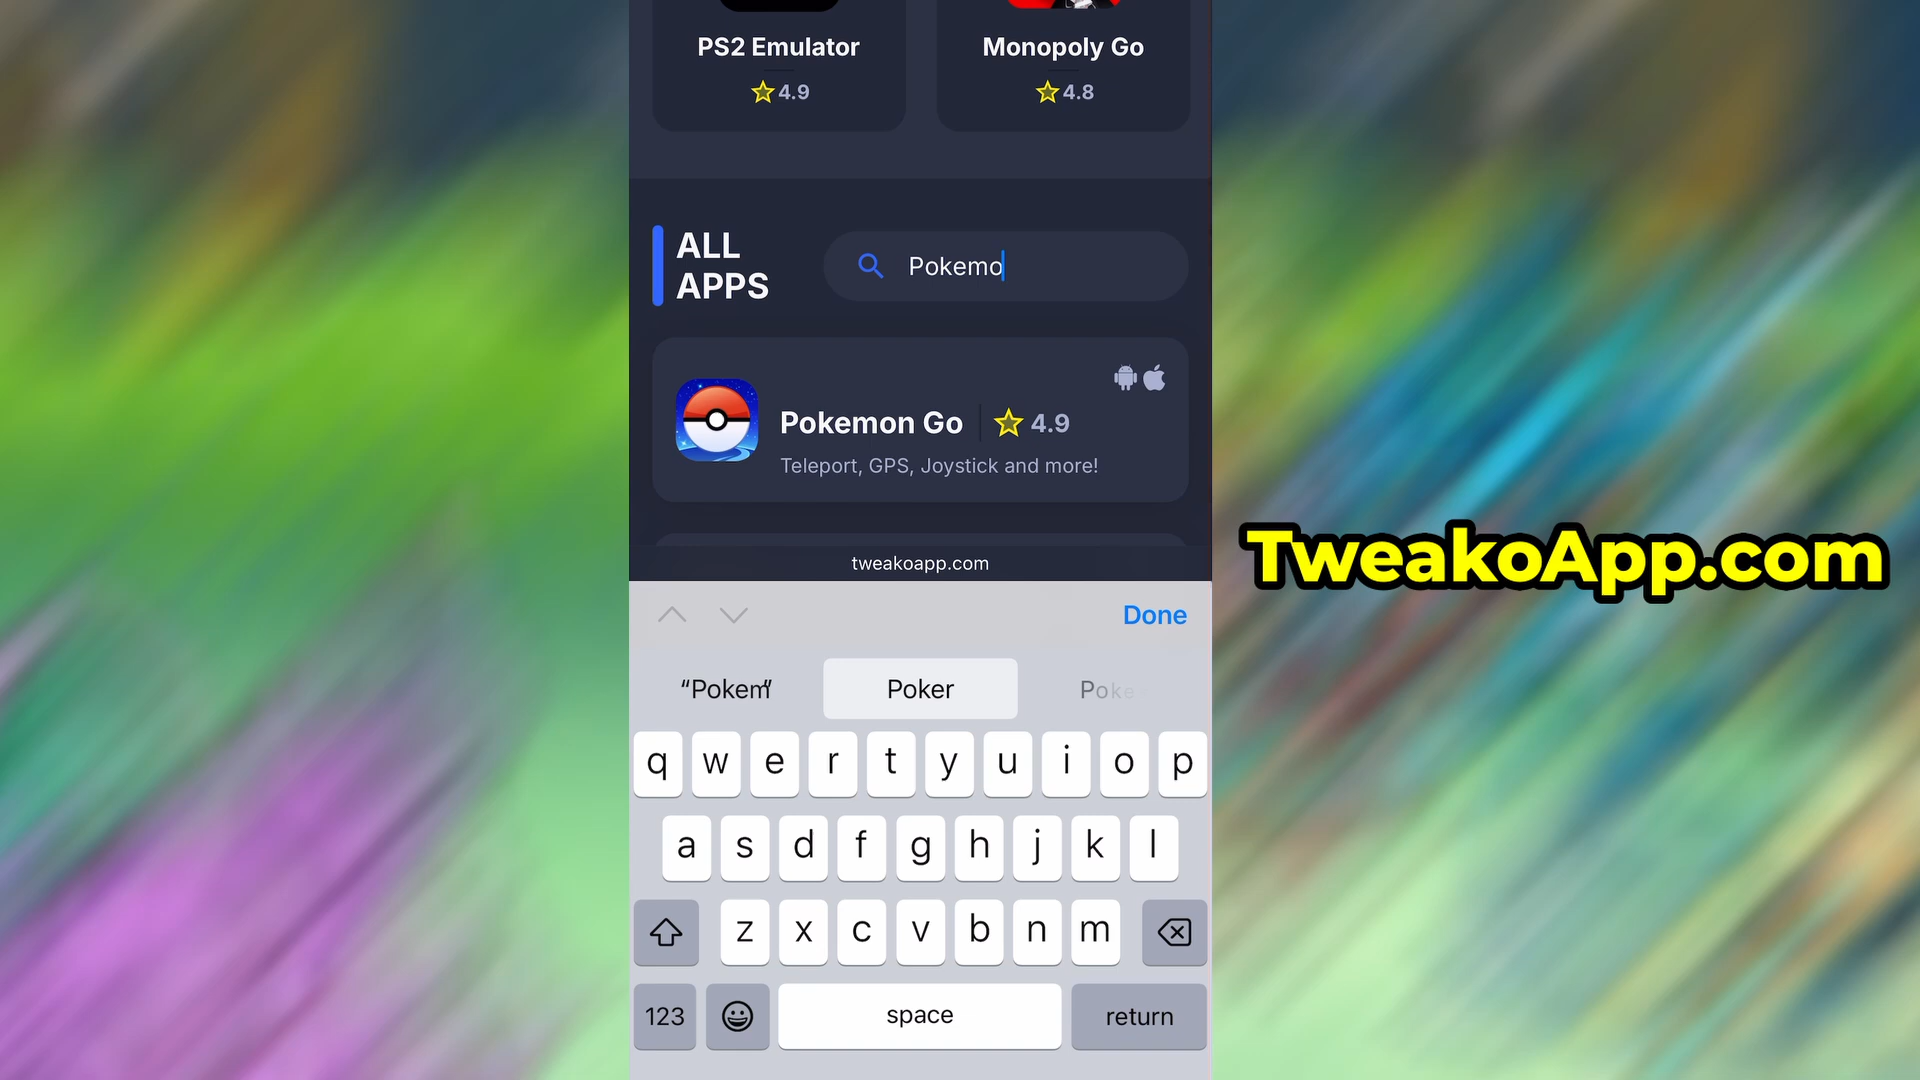 PS2 Emulator
4.9
Monopoly Go
4.8
ALL
APPS
Pokemo
Pokemon Go
4.9
Teleport, GPS, Joystick and more!
tweakoapp.com
TweakoApp.com
Done
“Pokem”
Poker
Poke
q w e r t y u i o p
a s d f g h j k l
z x c v b n m
123
space
return